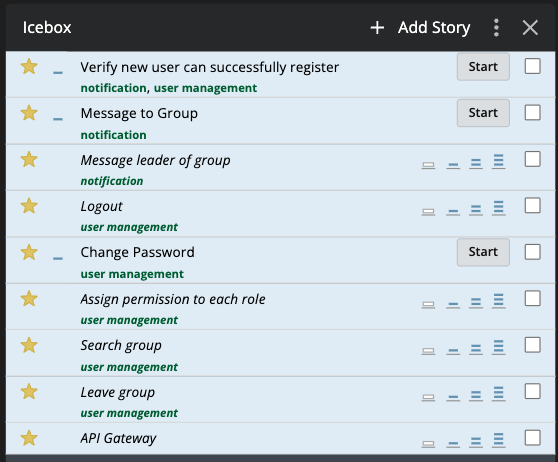 Icebox
+ Add Story
Verify new user can successfully register
Start
notification, user management
Message to Group
Start
notification
Message leader of group
notification
Logout
user management
Change Password
Start
user management
Assign permission to each role
user management
Search group
user management
Leave group
user management
API Gateway